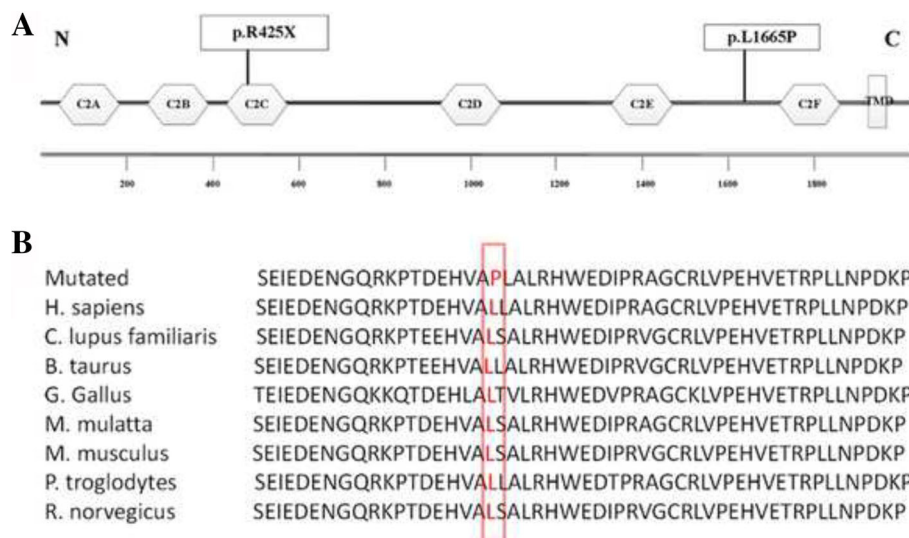 A
N
p.R425X
p.L1665P
C
C2A C2B C2C C2D C2E C2F TMD
200 400 600 800 1000 1200 1400 1600 1800
B
Mutated SEIEDENGQRKPTDEHVAPLALRHWEDIPRAGCRLVPEHVETRPLLNPDKP
H. sapiens SEIEDENGQRKPTDEHVALLALRHWEDIPRAGCRLVPEHVETRPLLNPDKP
C. lupus familiaris SEIEDENGQRKPTEEHVALSALRHWEDIPRVGCRLVPEHVETRPLLNPDKP
B. taurus SEIEDENGQRKPTEEHVALLALRHWEDIPRVGCRLVPEHVETRPLLNPDKP
G. Gallus TEIEDENGQKKQTDEHLALTVLRHWEDVPRAGCKLVPEHVETRPLLNPDKP
M. mulatta SEIEDENGQRKPTDEHVALSALRHWEDIPRAGCRLVPEHVETRPLLNPDKP
M. musculus SEIEDENGQRKPTDEHVALSALRHWEDIPRVGCRLVPEHVETRPLLNPDKP
P. troglodytes SEIEDENGQRKPTDEHVALLALRHWEDTPRAGCRLVPEHVETRPLLNPDKP
R. norvegicus SEIEDENGQRKPTDEHVALSALRHWEDIPRVGCRLVPEHVETRPLLNPDKP